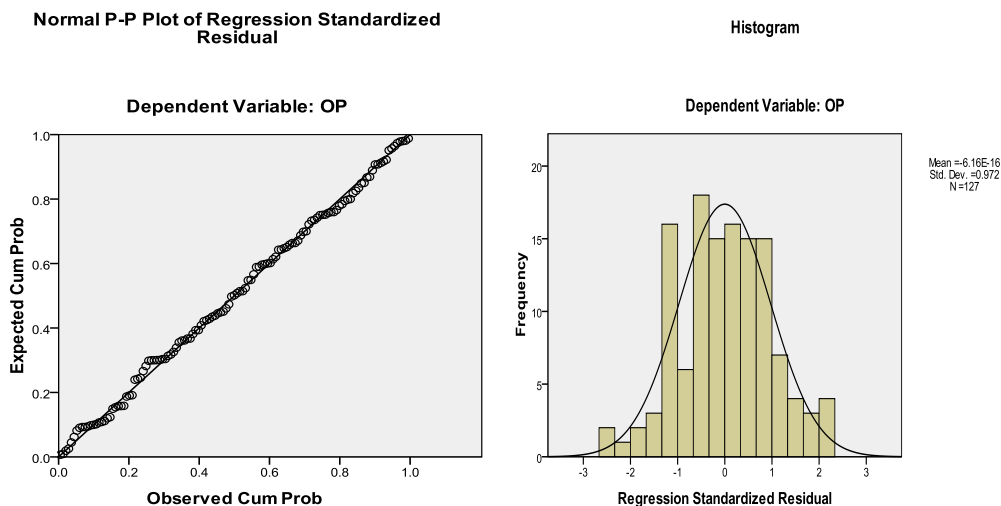 Normal P-P Plot of Regression Standardized
Residual
Dependent Variable: OP
Expected Cum Prob
1.0
0.8
0.6
0.4
0.2
0.0
0.0 0.2 0.4 0.6 0.8 1.0
Observed Cum Prob
Histogram
Dependent Variable: OP
Frequency
20
15
10
5
0
-3 -2 -1 0 1 2 3
Regression Standardized Residual
Mean =-6.16E-16
Std. Dev. =0.972
N =127